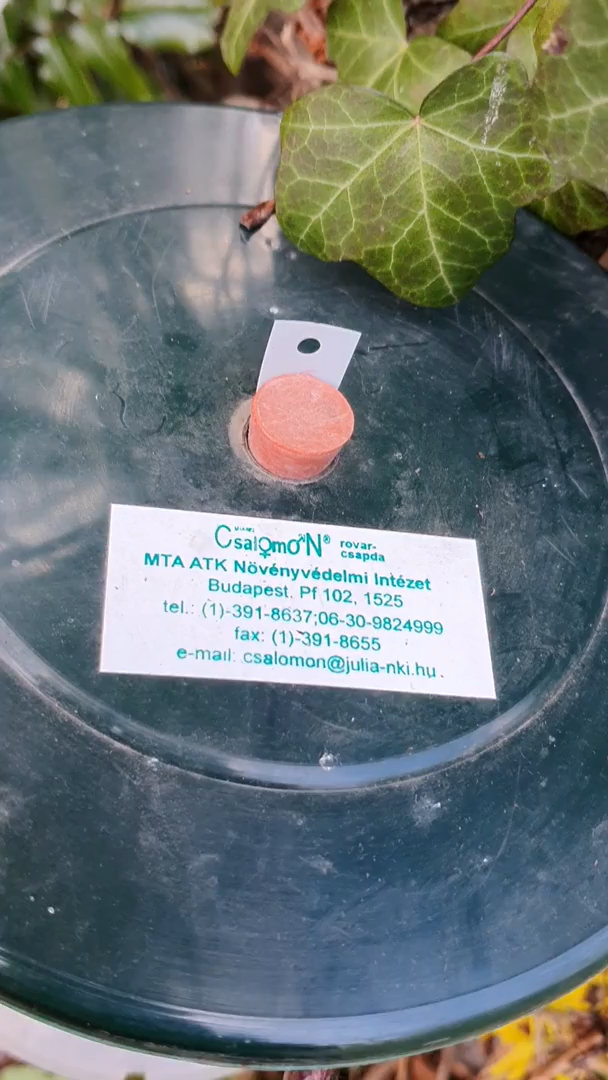 Csalomon® rovar-
csapda
MTA ATK Növényvédelmi Intézet
Budapest. Pf 102, 1525
tel.: (1)-391-8637;06-30-9824999
fax: (1)-391-8655
e-mail: csalomon@julia-nki.hu.